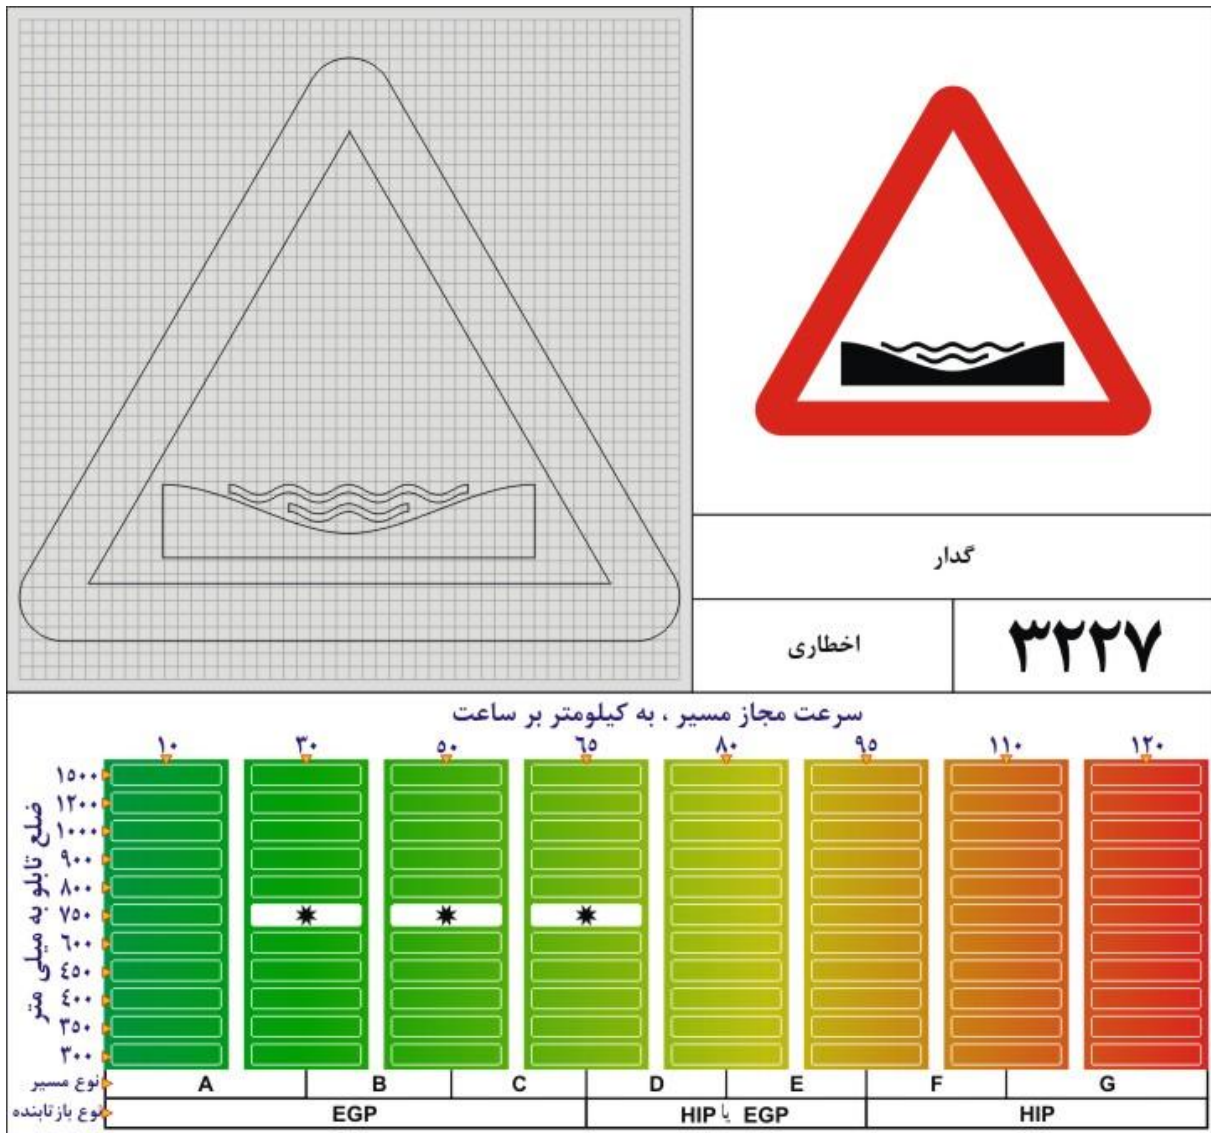 گدار
اخطاری
۳۲۲۷
سرعت مجاز مسیر ، به کیلومتر بر ساعت
۱۰ ۳۰ ۵۰ ۶۵ ۸۰ ۹۵ ۱۱۰ ۱۲۰
ضلع تابلو به میلی متر
۱۵۰۰
۱۲۰۰
۱۰۰۰
۹۰۰
۸۰۰
۷۵۰
۶۰۰
۴۵۰
۴۰۰
۳۵۰
۳۰۰
نوع مسیر A B C D E F G
نوع بازتابنده EGP HIP یا EGP HIP